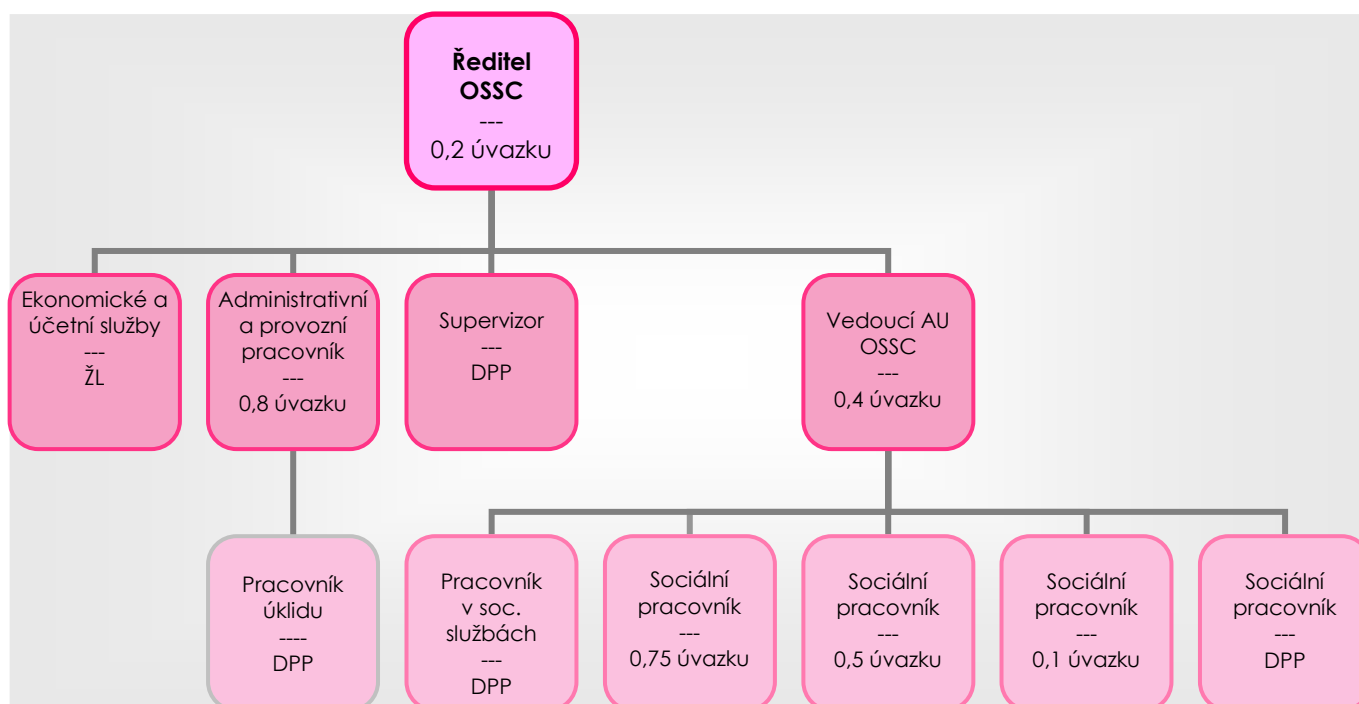 Ředitel
OSSC
---
0,2 úvazku
Ekonomické a
účetní služby
---
ŽL
Administrativní
a provozní
pracovník
---
0,8 úvazku
Supervizor
---
DPP
Vedoucí AU
OSSC
---
0,4 úvazku
Pracovník
úklidu
----
DPP
Pracovník
v soc.
službách
---
DPP
Sociální
pracovník
---
0,75 úvazku
Sociální
pracovník
---
0,5 úvazku
Sociální
pracovník
---
0,1 úvazku
Sociální
pracovník
---
DPP